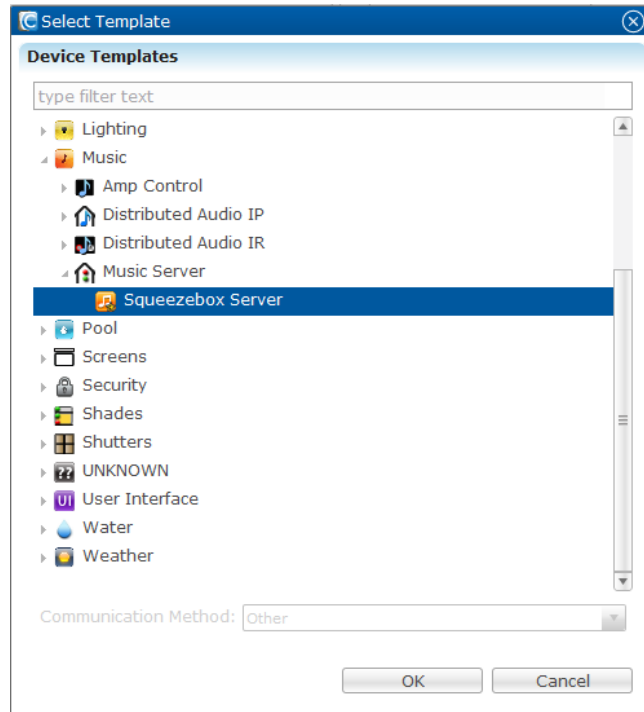 Select Template
Device Templates
type filter text
Lighting
Music
Amp Control
Distributed Audio IP
Distributed Audio IR
Music Server
Squeezebox Server
Pool
Screens
Security
Shades
Shutters
?? UNKNOWN
UI User Interface
Water
Weather
Communication Method: Other
OK Cancel